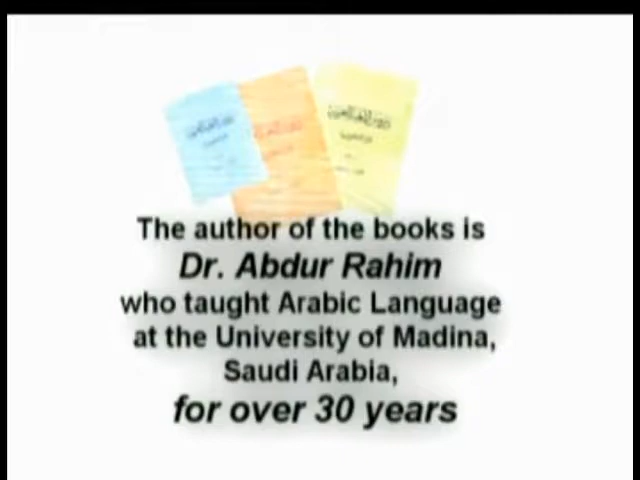 The author of the books is
Dr. Abdur Rahim
who taught Arabic Language
at the University of Madina,
Saudi Arabia,
for over 30 years